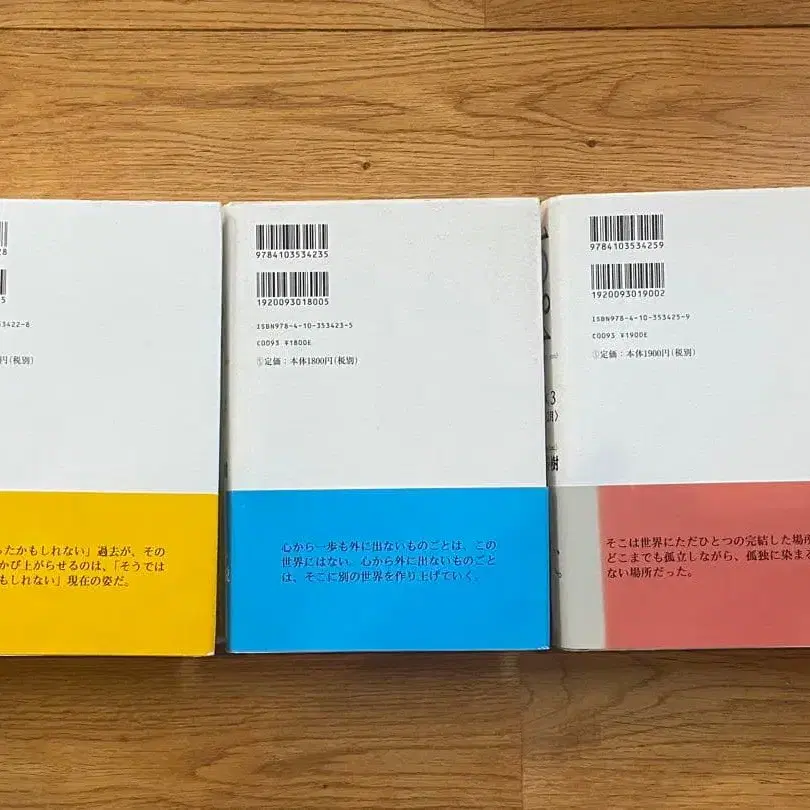 28
5
53422-8
円(税別)
ったかもしれない」過去が、その
かび上がらせるのは、「そうでは
もしれない」現在の姿だ。
9784103534235
1920093018005
ISBN978-4-10-353423-5
C0093 ¥1800E
①定価:本体1800円(税別)
心から一歩も外に出ないものごとは、この
世界にはない。心から外に出ないものごと
は、そこに別の世界を作り上げていく。
3
月〉
樹
9784103534259
1920093019002
ISBN978-4-10-353425-9
C0093 ¥1900E
①定価:本体1900円(税別)
そこは世界にただひとつの完結した場所
どこまでも孤立しながら、孤独に染まる
ない場所だった。